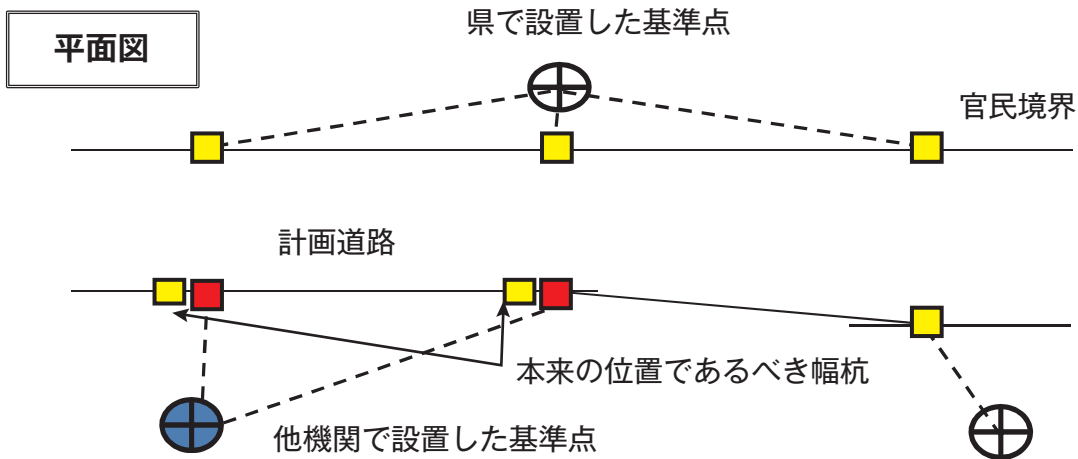 県で設置した基準点
平面図
官民境界
計画道路
本来の位置であるべき幅杭
他機関で設置した基準点